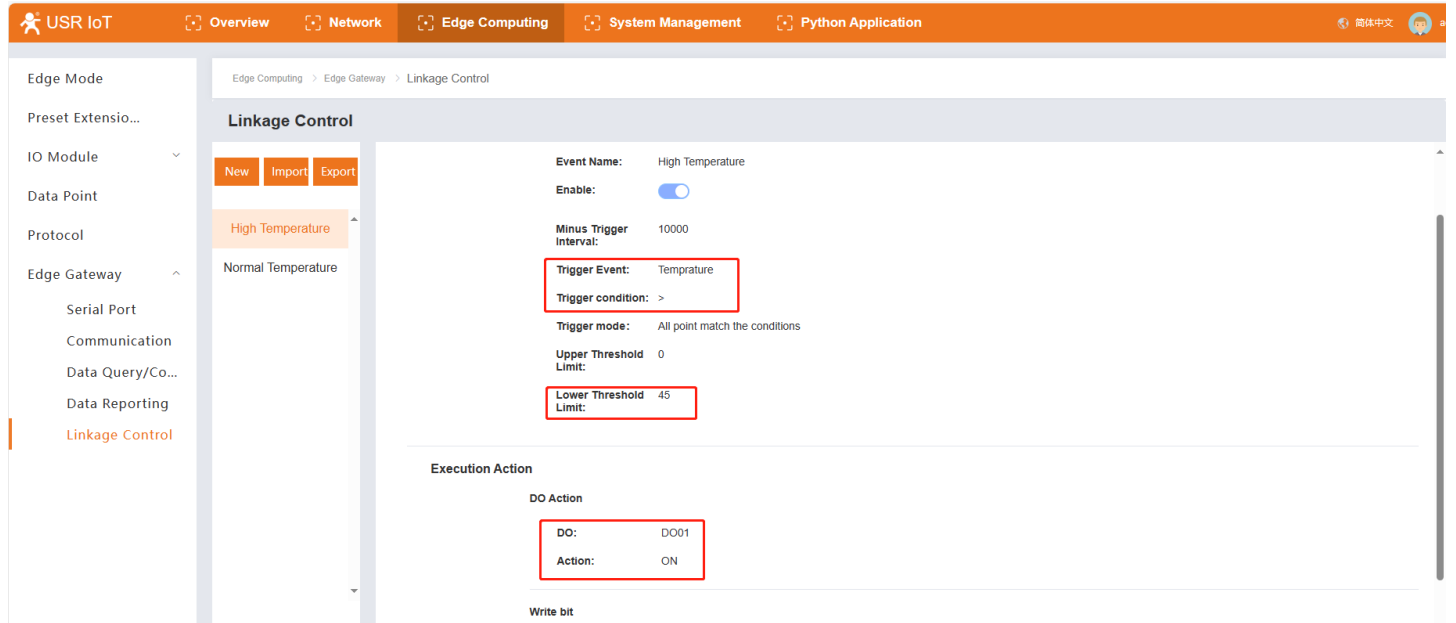 USR IoT
Overview
Network
Edge Computing
System Management
Python Application
简体中文
Edge Mode
Preset Extensio...
IO Module
Data Point
Protocol
Edge Gateway
Serial Port
Communication
Data Query/Co...
Data Reporting
Linkage Control
Edge Computing > Edge Gateway > Linkage Control
Linkage Control
New
Import
Export
High Temperature
Normal Temperature
Event Name: High Temperature
Enable:
Minus Trigger
Interval: 10000
Trigger Event: Temprature
Trigger condition: >
Trigger mode: All point match the conditions
Upper Threshold
Limit: 0
Lower Threshold
Limit: 45
Execution Action
DO Action
DO: DO01
Action: ON
Write bit